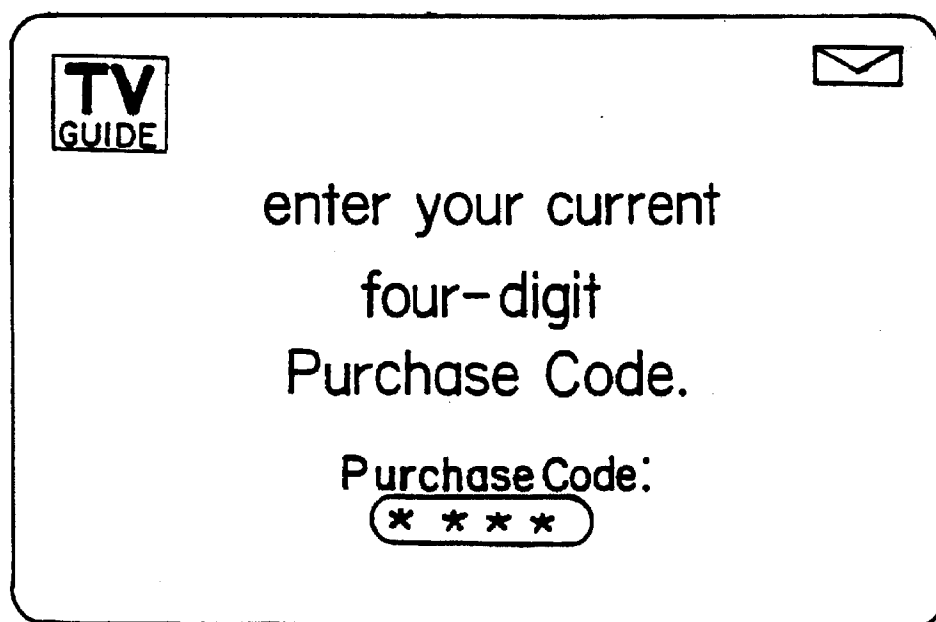 TV
GUIDE
enter your current
four-digit
Purchase Code.
Purchase Code:
* * * *